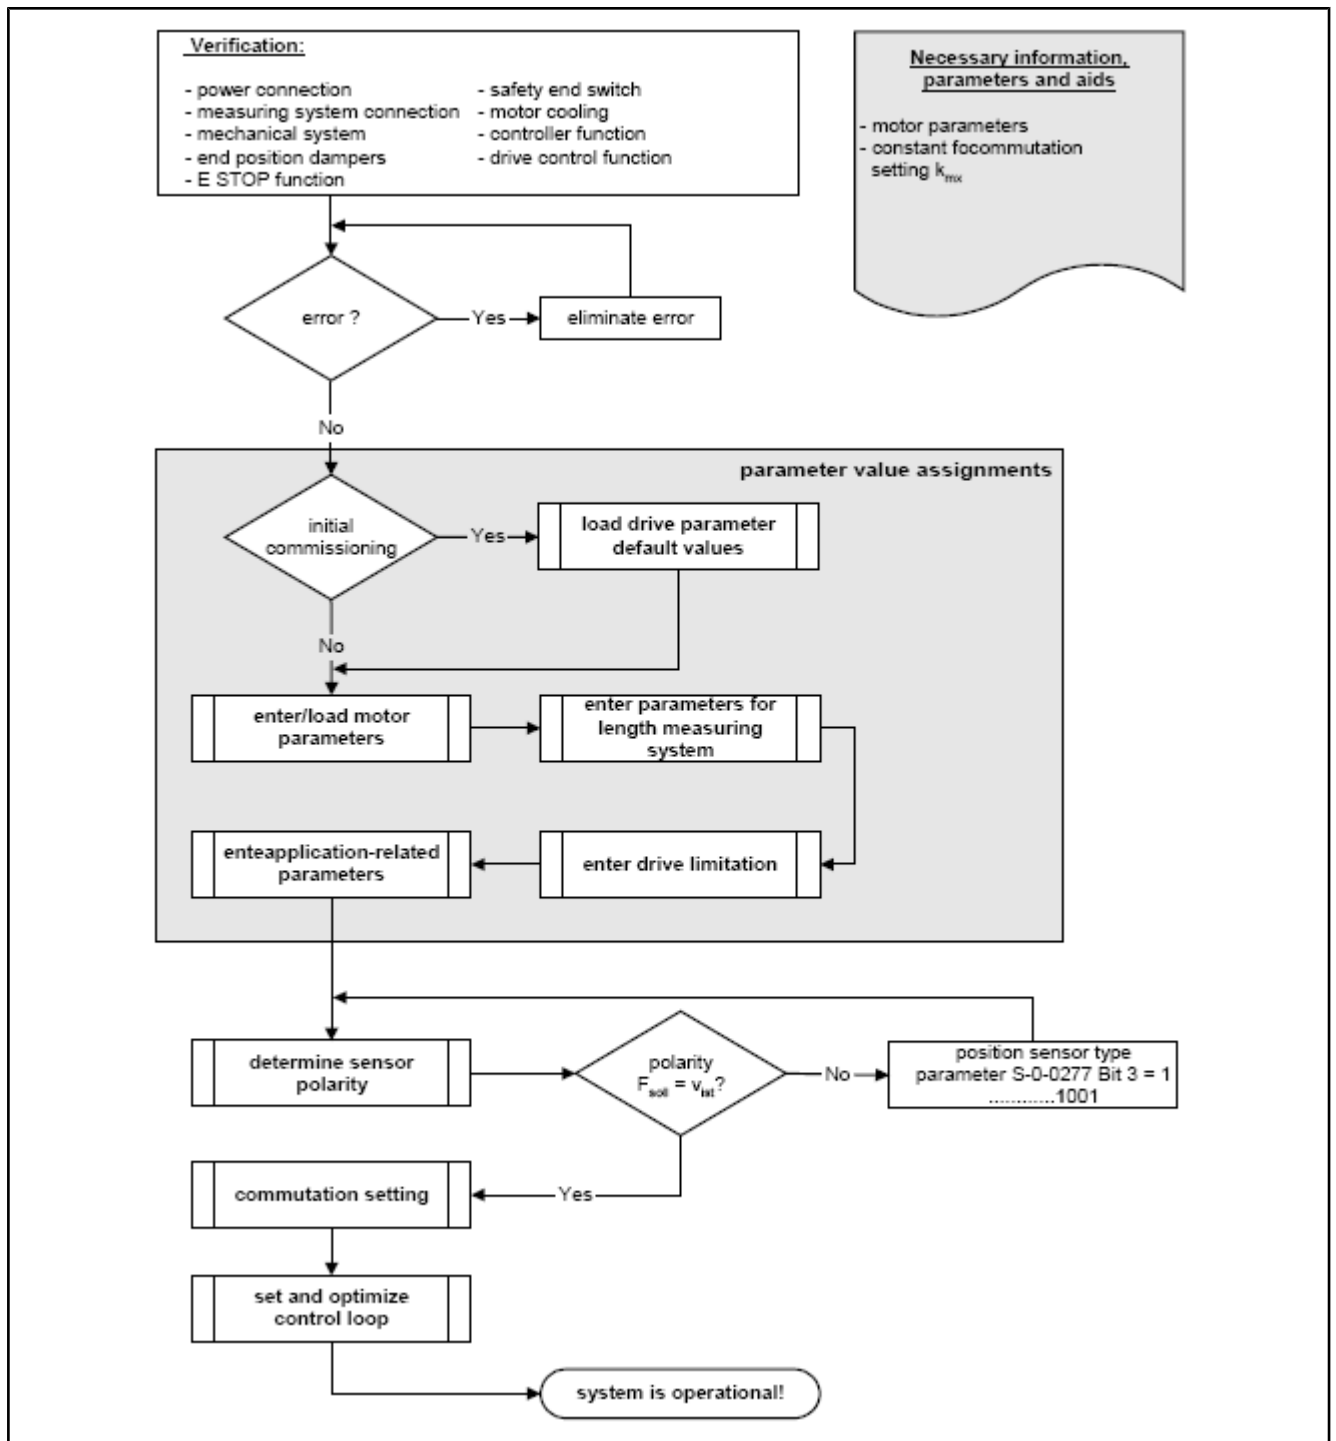 Verification:
- power connection
- measuring system connection
- mechanical system
- end position dampers
- E STOP function
- safety end switch
- motor cooling
- controller function
- drive control function
Necessary information,
parameters and aids
- motor parameters
- constant focommutation
setting kmx
error ?
Yes
eliminate error
No
parameter value assignments
initial
commissioning
Yes
load drive parameter
default values
No
enter/load motor
parameters
enter parameters for
length measuring
system
enteapplication-related
parameters
enter drive limitation
determine sensor
polarity
polarity
Fsoll = vist?
No
position sensor type
parameter S-0-0277 Bit 3 = 1
............1001
commutation setting
Yes
set and optimize
control loop
system is operational!